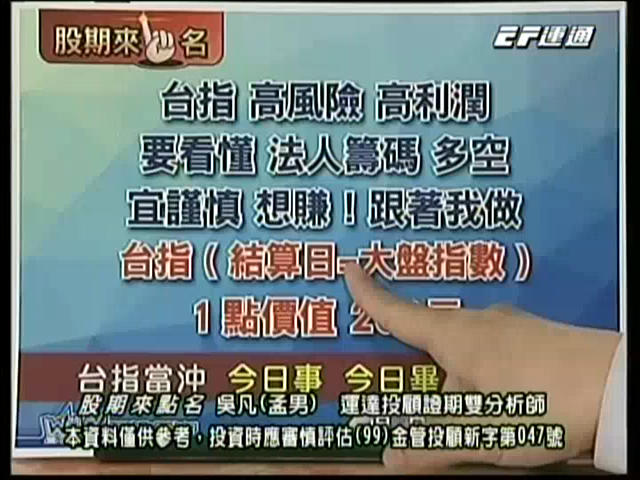 股期來 名
EF運通
台指 高風險 高利潤
要看懂 法人籌碼 多空
宜謹慎 想賺!跟著我做
台指(結算日=大盤指數)
1點價值 2
台指當沖 今日事 今日畢
股期來點名 吳凡(孟男) 運達投顧證期雙分析師
本資料僅供參考,投資時應審慎評估(99)金管投顧新字第047號